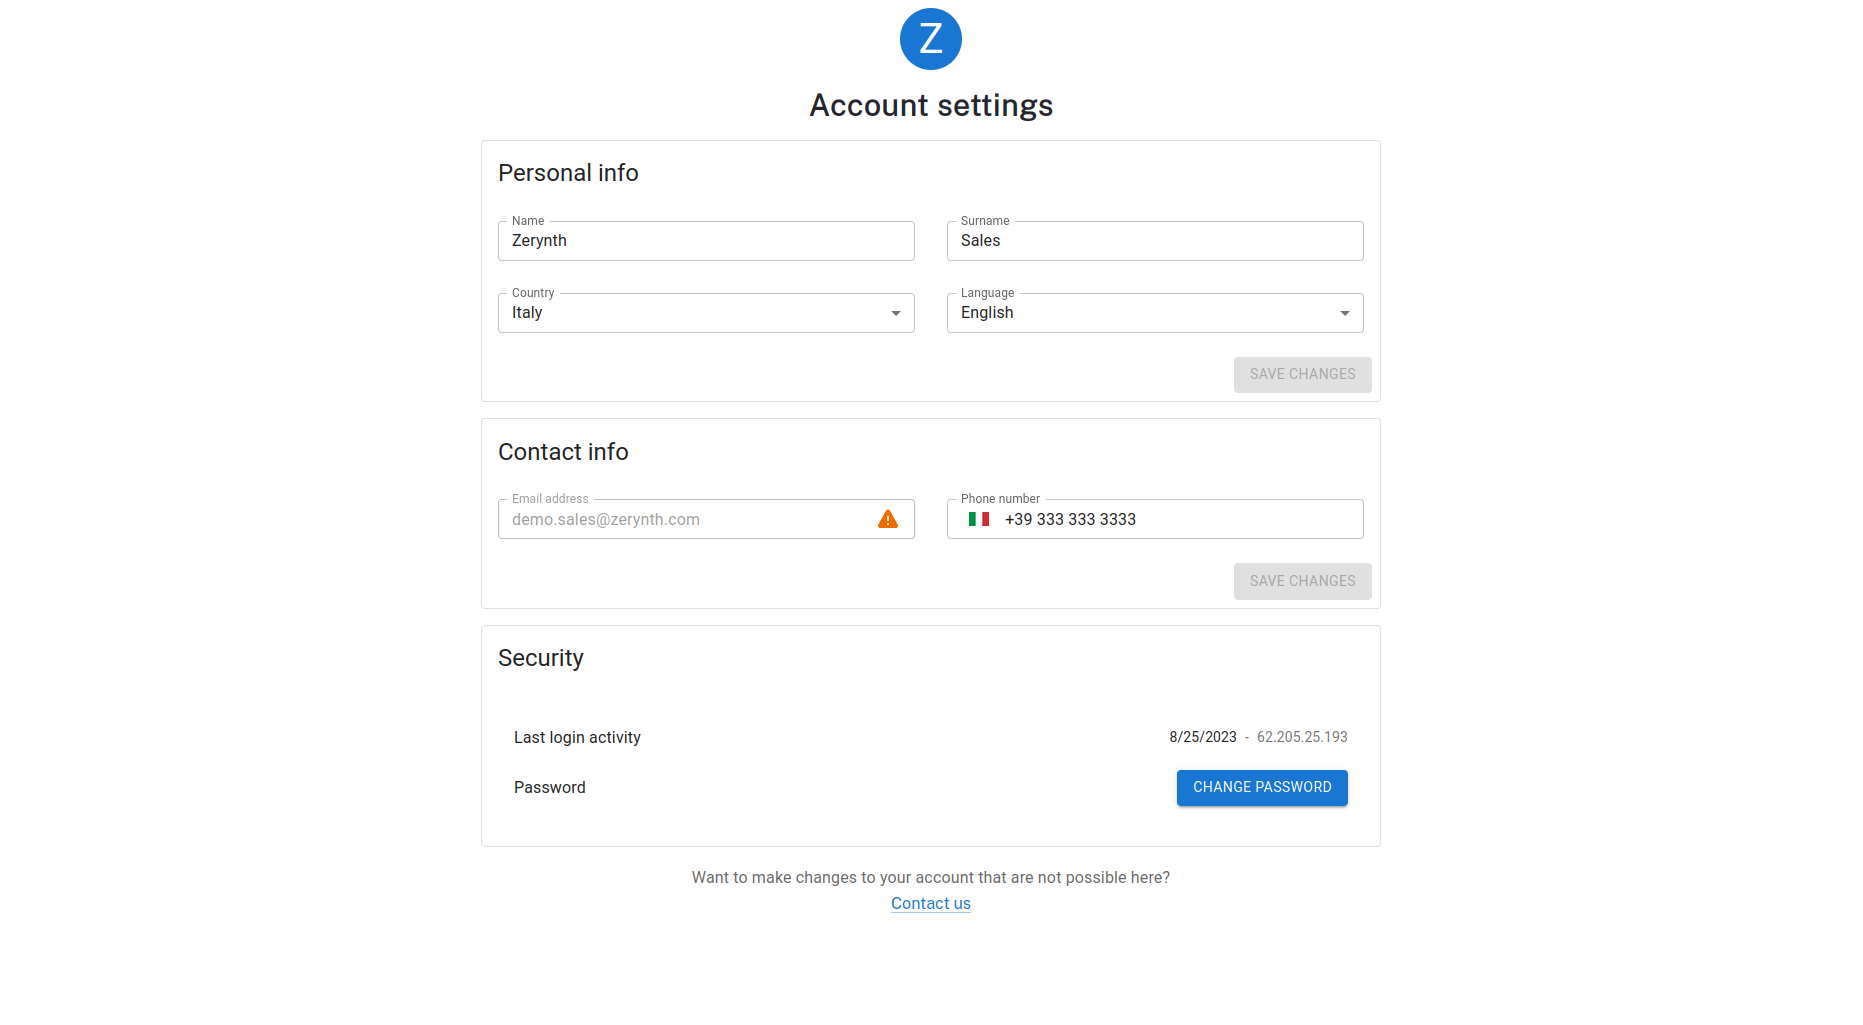 Z
Account settings
Personal info
Name
Zerynth
Surname
Sales
Country
Italy
Language
English
SAVE CHANGES
Contact info
Email address
demo.sales@zerynth.com
Phone number
+39 333 333 3333
SAVE CHANGES
Security
Last login activity
8/25/2023 - 62.205.25.193
Password
CHANGE PASSWORD
Want to make changes to your account that are not possible here?
Contact us